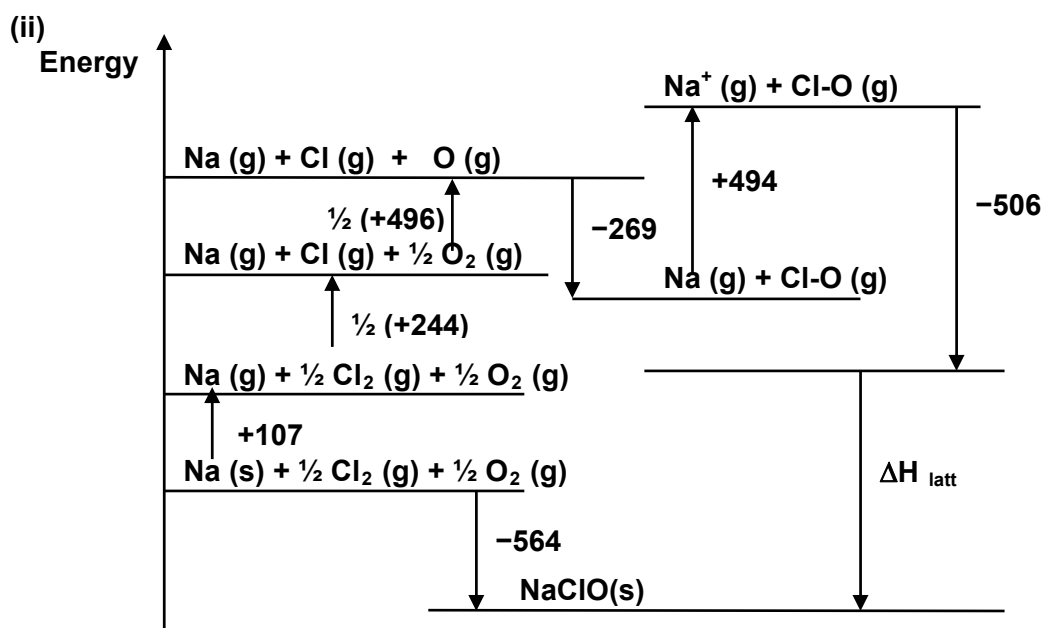 (ii)
Energy
Na⁺ (g) + Cl-O (g)
Na (g) + Cl (g) + O (g)
+494
−506
½ (+496)
−269
Na (g) + Cl (g) + ½ O₂ (g)
Na (g) + Cl-O (g)
½ (+244)
Na (g) + ½ Cl₂ (g) + ½ O₂ (g)
+107
Na (s) + ½ Cl₂ (g) + ½ O₂ (g)
ΔH latt
−564
NaClO(s)